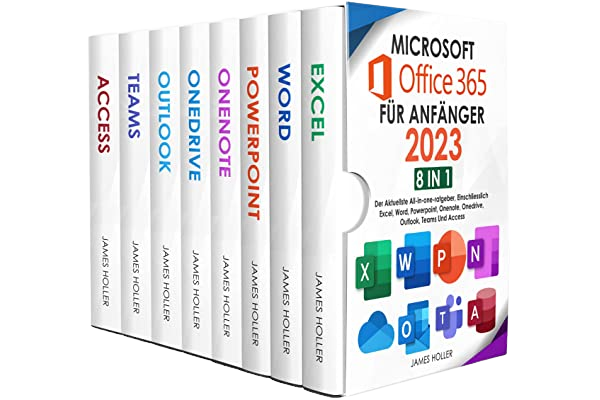 ACCESS
JAMES HOLLER
TEAMS
JAMES HOLLER
OUTLOOK
JAMES HOLLER
ONEDRIVE
JAMES HOLLER
ONENOTE
JAMES HOLLER
POWERPOINT
JAMES HOLLER
WORD
JAMES HOLLER
EXCEL
JAMES HOLLER
MICROSOFT
Office 365
FÜR ANFÄNGER
2023
8 IN 1
Der Aktuellste All-in-one-ratgeber, Einschliesslich
Excel, Word, Powerpoint, Onenote, Onedrive,
Outlook, Teams Und Access
X W P N
O T A
JAMES HOLLER